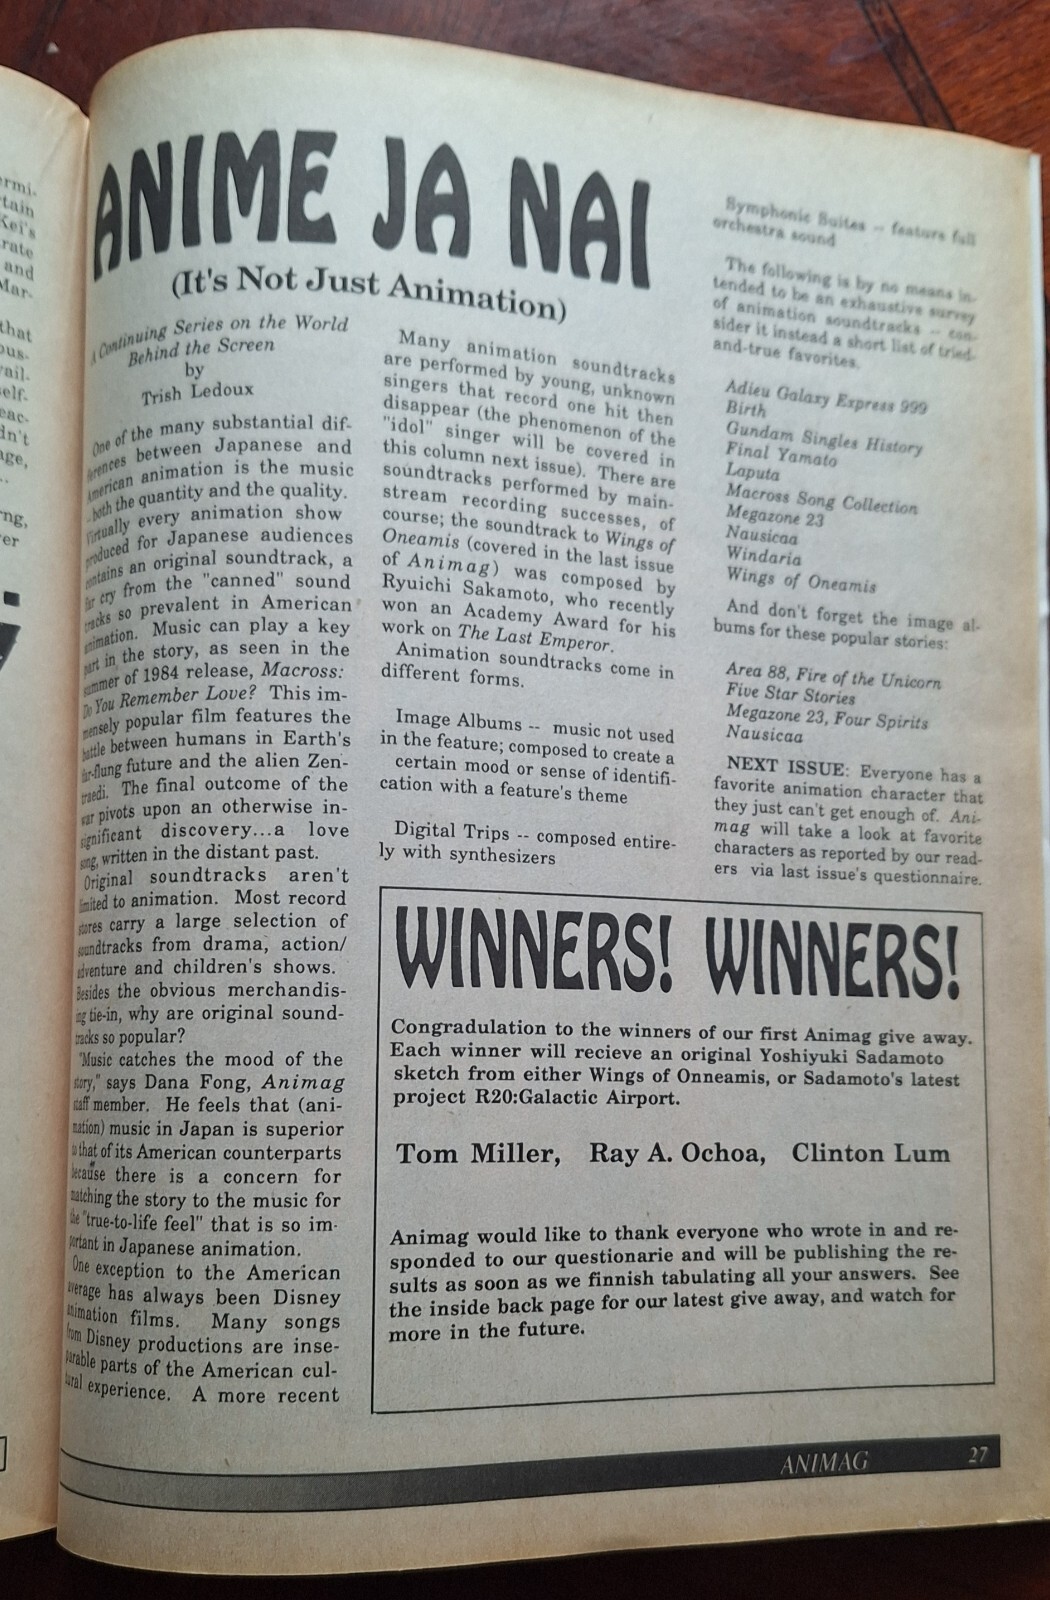 ermi-
tain
Kei's
rate
and
Mar-
that
ous-
vail-
self-
eac-
dn't
age,
ng,
er
ANIME JA NAI
(It's Not Just Animation)
A Continuing Series on the World
Behind the Screen
by
Trish Ledoux
One of the many substantial dif-
ferences between Japanese and
American animation is the music
--both the quantity and the quality.
Virtually every animation show
produced for Japanese audiences
contains an original soundtrack, a
far cry from the "canned" sound
tracks so prevalent in American
animation. Music can play a key
part in the story, as seen in the
summer of 1984 release, Macross:
Do You Remember Love? This im-
mensely popular film features the
battle between humans in Earth's
far-flung future and the alien Zen-
traedi. The final outcome of the
war pivots upon an otherwise in-
significant discovery...a love
song, written in the distant past.
Original soundtracks aren't
limited to animation. Most record
stores carry a large selection of
soundtracks from drama, action/
adventure and children's shows.
Besides the obvious merchandis-
ing tie-in, why are original sound-
tracks so popular?
"Music catches the mood of the
story," says Dana Fong, Animag
staff member. He feels that (ani-
mation) music in Japan is superior
to that of its American counterparts
because there is a concern for
matching the story to the music for
the "true-to-life feel" that is so im-
portant in Japanese animation.
One exception to the American
average has always been Disney
animation films. Many songs
from Disney productions are inse-
parable parts of the American cul-
tural experience. A more recent
Many animation soundtracks
are performed by young, unknown
singers that record one hit then
disappear (the phenomenon of the
"idol" singer will be covered in
this column next issue). There are
soundtracks performed by main-
stream recording successes, of
course; the soundtrack to Wings of
Oneamis (covered in the last issue
of Animag) was composed by
Ryuichi Sakamoto, who recently
won an Academy Award for his
work on The Last Emperor.
Animation soundtracks come in
different forms.
Image Albums -- music not used
in the feature; composed to create a
certain mood or sense of identifi-
cation with a feature's theme
Digital Trips -- composed entire-
ly with synthesizers
Symphonic Suites -- feature full
orchestra sound
The following is by no means in-
tended to be an exhaustive survey
of animation soundtracks -- con-
sider it instead a short list of tried-
and-true favorites.
Adieu Galaxy Express 999
Birth
Gundam Singles History
Final Yamato
Laputa
Macross Song Collection
Megazone 23
Nausicaa
Windaria
Wings of Oneamis
And don't forget the image al-
bums for these popular stories:
Area 88, Fire of the Unicorn
Five Star Stories
Megazone 23, Four Spirits
Nausicaa
NEXT ISSUE: Everyone has a
favorite animation character that
they just can't get enough of. Ani-
mag will take a look at favorite
characters as reported by our read-
ers via last issue's questionnaire.
WINNERS! WINNERS!
Congradulation to the winners of our first Animag give away.
Each winner will recieve an original Yoshiyuki Sadamoto
sketch from either Wings of Onneamis, or Sadamoto's latest
project R20:Galactic Airport.
Tom Miller, Ray A. Ochoa, Clinton Lum
Animag would like to thank everyone who wrote in and re-
sponded to our questionarie and will be publishing the re-
sults as soon as we finnish tabulating all your answers. See
the inside back page for our latest give away, and watch for
more in the future.
ANIMAG 27